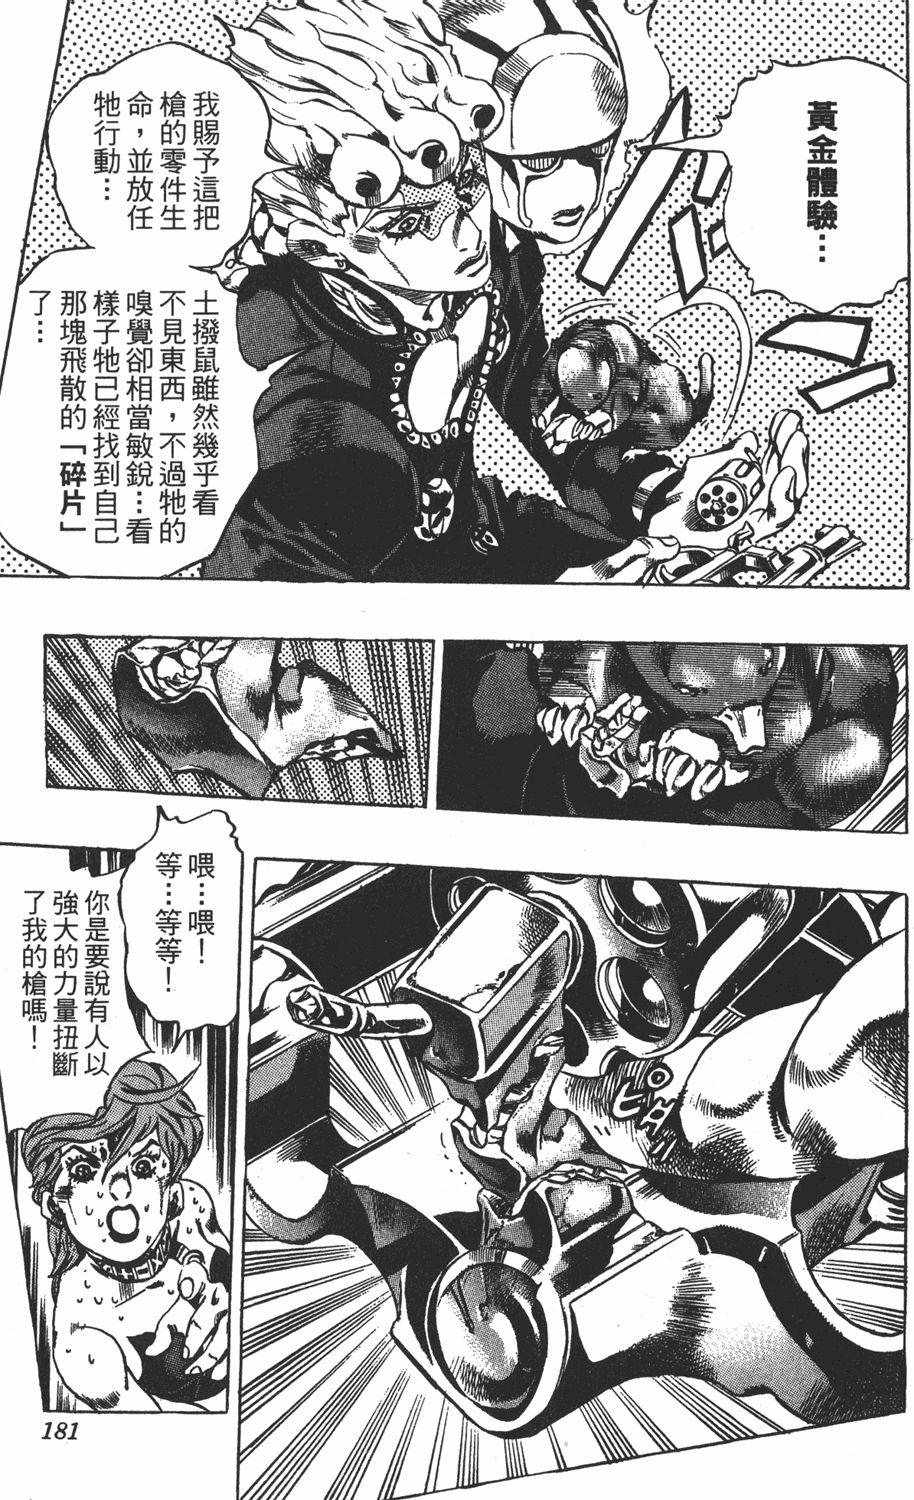 黃金體驗…
我賜予這把
槍的零件生
命，並放任
牠行動…
土撥鼠雖然幾乎看
不見東西，不過牠的
嗅覺卻相當敏銳…看
樣子牠已經找到自己
那塊飛散的「碎片」
了…
バ
ピタ
喂…喂！
等…等等！
你是要說有人以
強大的力量扭斷
了我的槍嗎！
181